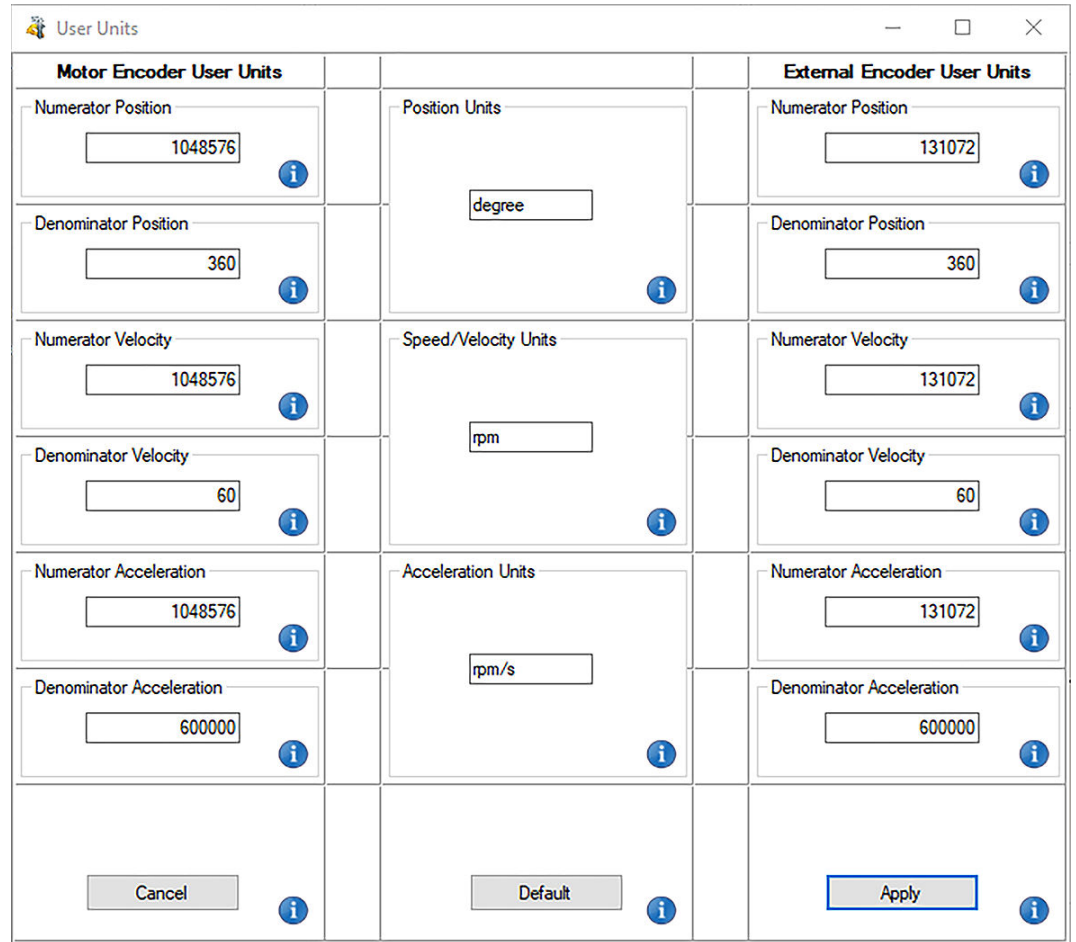 User Units
Motor Encoder User Units
External Encoder User Units
Numerator Position
Position Units
Numerator Position
1048576
131072
degree
Denominator Position
Denominator Position
360
360
Numerator Velocity
Speed/Velocity Units
Numerator Velocity
1048576
131072
rpm
Denominator Velocity
Denominator Velocity
60
60
Numerator Acceleration
Acceleration Units
Numerator Acceleration
1048576
131072
rpm/s
Denominator Acceleration
Denominator Acceleration
600000
600000
Cancel
Default
Apply